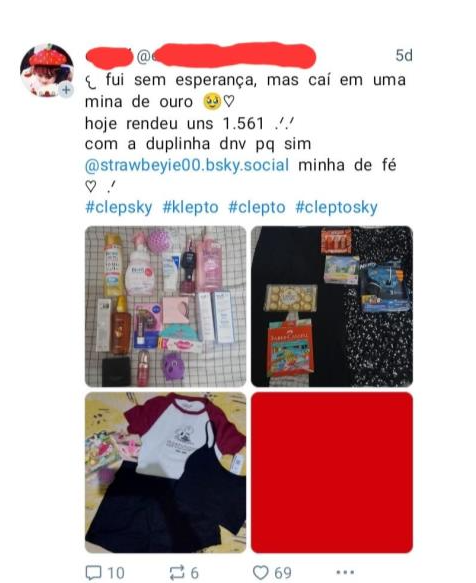 @ 5d
૮ fui sem esperança, mas caí em uma
mina de ouro 🥹♡
hoje rendeu uns 1.561 .ᐟ.ᐟ
com a duplinha dnv pq sim
@strawbeyie00.bsky.social minha de fé
♡ .ᐟ
#clepsky #klepto #clepto #cleptosky
10 6 69 •••